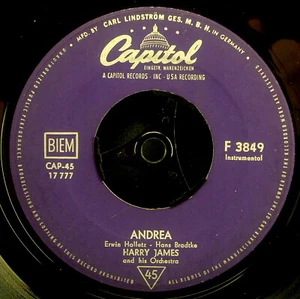 MFG. BY CARL LINDSTRÖM GES. M. B. H. IN GERMANY
Capitol
EINGETR. WARENZEICHEN
A CAPITOL RECORDS - INC - USA RECORDING
BIEM
CAP-45
17 777
F 3849
Instrumental
ANDREA
Erwin Halletz - Hans Bradtke
HARRY JAMES
and his Orchestra
45